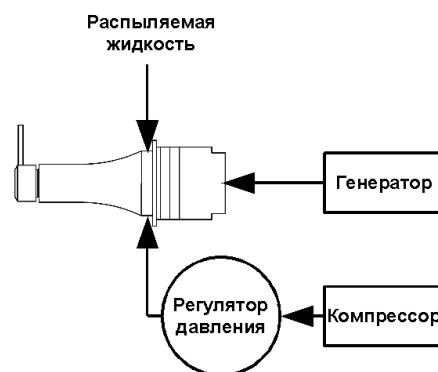 Распыляемая
жидкость
Генератор
Регулятор
давления
Компрессор